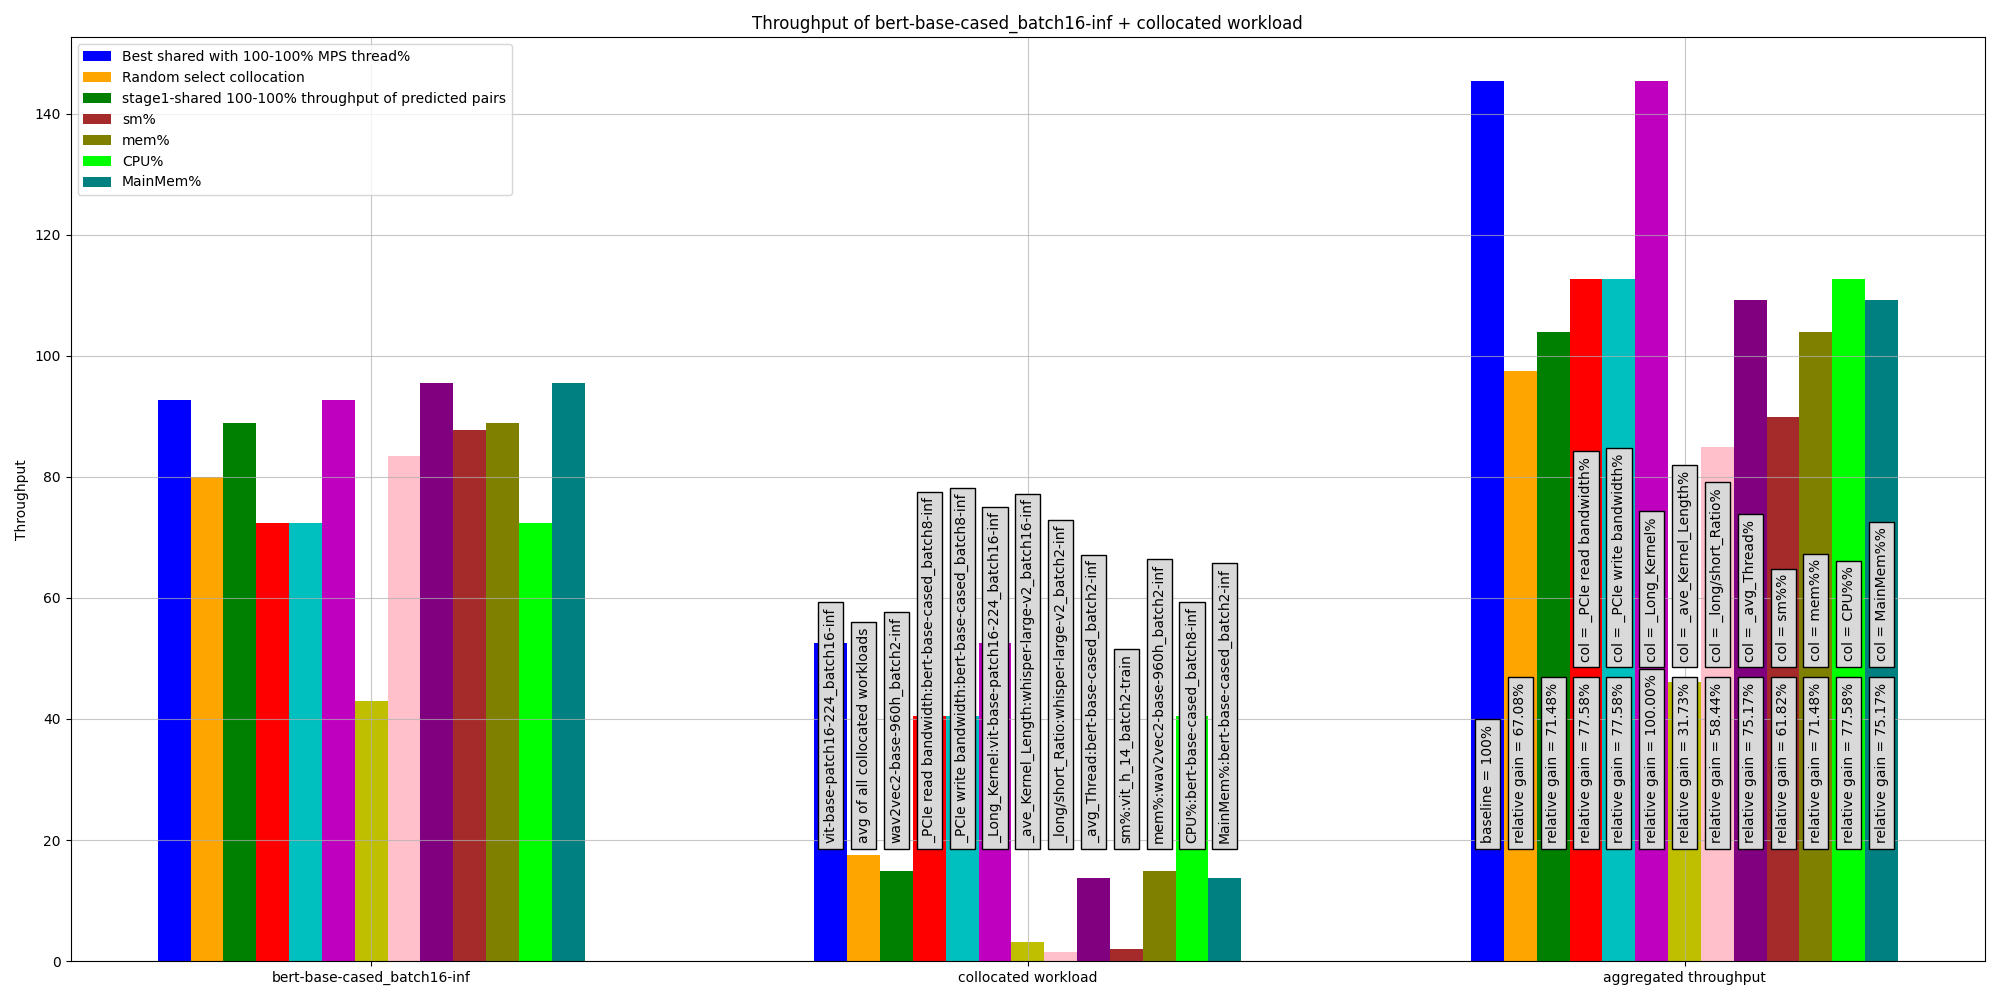 Throughput of bert-base-cased_batch16-inf + collocated workload
Best shared with 100-100% MPS thread%
Random select collocation
stage1-shared 100-100% throughput of predicted pairs
sm%
mem%
CPU%
MainMem%
Throughput
140
120
100
80
60
40
20
0
vit-base-patch16-224_batch16-inf
avg of all collocated workloads
wav2vec2-base-960h_batch2-inf
_PCIe read bandwidth:bert-base-cased_batch8-inf
_PCIe write bandwidth:bert-base-cased_batch8-inf
_Long_Kernel:vit-base-patch16-224_batch16-inf
_ave_Kernel_Length:whisper-large-v2_batch16-inf
_long/short_Ratio:whisper-large-v2_batch2-inf
_avg_Thread:bert-base-cased_batch2-inf
sm%:vit_h_14_batch2-train
mem%:wav2vec2-base-960h_batch2-inf
CPU%:bert-base-cased_batch8-inf
MainMem%:bert-base-cased_batch2-inf
col = _PCIe read bandwidth%
col = _PCIe write bandwidth%
col = _Long_Kernel%
col = _ave_Kernel_Length%
col = _long/short_Ratio%
col = _avg_Thread%
col = sm%%
col = mem%%
col = CPU%%
col = MainMem%%
baseline = 100%
relative gain = 67.08%
relative gain = 71.48%
relative gain = 77.58%
relative gain = 77.58%
relative gain = 100.00%
relative gain = 31.73%
relative gain = 58.44%
relative gain = 75.17%
relative gain = 61.82%
relative gain = 71.48%
relative gain = 77.58%
relative gain = 75.17%
bert-base-cased_batch16-inf
collocated workload
aggregated throughput